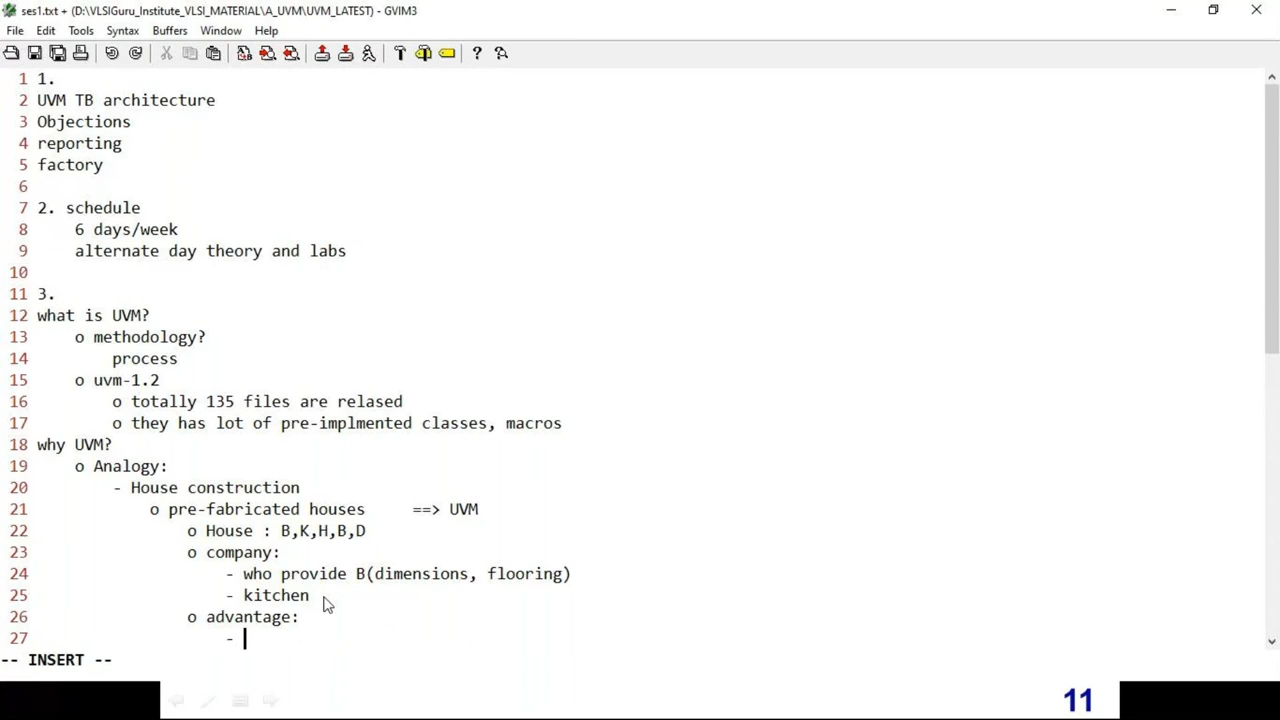 ses1.txt + (D:\VLSIGuru_Institute_VLSI_MATERIAL\A_UVM\UVM_LATEST) - GVIM3
File Edit Tools Syntax Buffers Window Help
1 1.
2 UVM TB architecture
3 Objections
4 reporting
5 factory
6
7 2. schedule
8 6 days/week
9 alternate day theory and labs
10
11 3.
12 what is UVM?
13 o methodology?
14 process
15 o uvm-1.2
16 o totally 135 files are relased
17 o they has lot of pre-implmented classes, macros
18 why UVM?
19 o Analogy:
20 - House construction
21 o pre-fabricated houses ==> UVM
22 o House : B,K,H,B,D
23 o company:
24 - who provide B(dimensions, flooring)
25 - kitchen
26 o advantage:
27 -
-- INSERT --
11